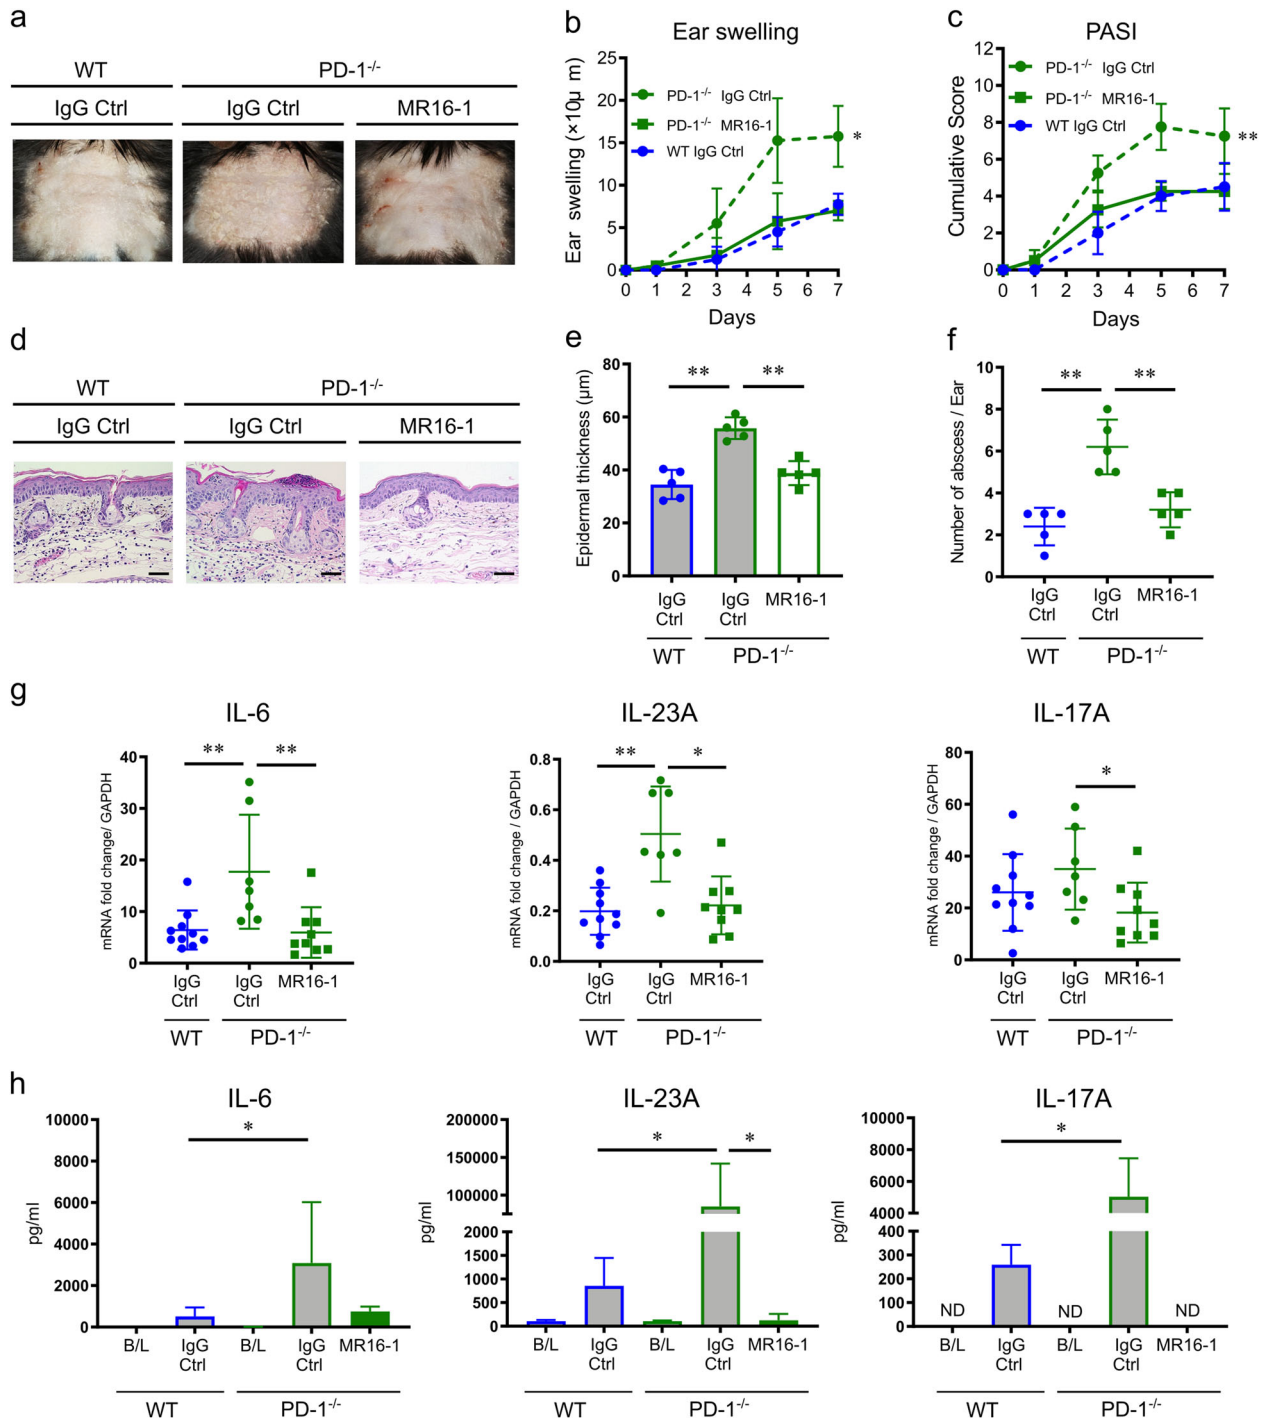 a
WT
PD-1-/-
IgG Ctrl
IgG Ctrl
MR16-1
b
Ear swelling
Ear swelling (×10μ m)
25
20
15
10
5
0
PD-1-/- IgG Ctrl
PD-1-/- MR16-1
WT IgG Ctrl
*
0 1 2 3 4 5 6 7
Days
c
PASI
Cumulative Score
12
10
8
6
4
2
0
PD-1-/- IgG Ctrl
PD-1-/- MR16-1
WT IgG Ctrl
**
0 1 2 3 4 5 6 7
Days
d
WT
PD-1-/-
IgG Ctrl
IgG Ctrl
MR16-1
e
Epidermal thickness (μm)
80
60
40
20
0
** **
IgG Ctrl
IgG Ctrl
MR16-1
WT
PD-1-/-
f
Number of abscess / Ear
10
8
6
4
2
0
** **
IgG Ctrl
IgG Ctrl
MR16-1
WT
PD-1-/-
g
IL-6
mRNA fold change/ GAPDH
40
30
20
10
0
** **
IgG Ctrl
IgG Ctrl
MR16-1
WT
PD-1-/-
IL-23A
mRNA fold change / GAPDH
0.8
0.6
0.4
0.2
0.0
** *
IgG Ctrl
IgG Ctrl
MR16-1
WT
PD-1-/-
IL-17A
mRNA fold change / GAPDH
80
60
40
20
0
*
IgG Ctrl
IgG Ctrl
MR16-1
WT
PD-1-/-
h
IL-6
pg/ml
10000
8000
6000
4000
2000
0
*
B/L
IgG Ctrl
B/L
IgG Ctrl
MR16-1
WT
PD-1-/-
IL-23A
pg/ml
200000
150000
100000
50000
2000
1500
1000
500
0
* *
B/L
IgG Ctrl
B/L
IgG Ctrl
MR16-1
WT
PD-1-/-
IL-17A
pg/ml
10000
8000
6000
4000
400
300
200
100
0
*
ND
ND
ND
B/L
IgG Ctrl
B/L
IgG Ctrl
MR16-1
WT
PD-1-/-